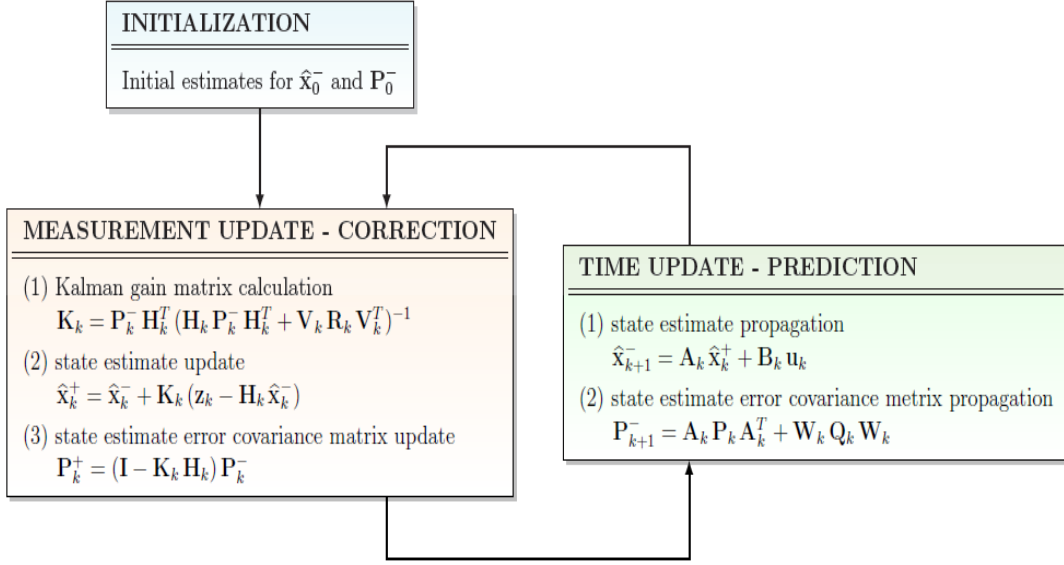 INITIALIZATION
Initial estimates for x̂₀⁻ and P₀⁻
MEASUREMENT UPDATE - CORRECTION
(1) Kalman gain matrix calculation
Kₖ = Pₖ⁻ Hₖᵀ (Hₖ Pₖ⁻ Hₖᵀ + Vₖ Rₖ Vₖᵀ)⁻¹
(2) state estimate update
x̂ₖ⁺ = x̂ₖ⁻ + Kₖ (zₖ − Hₖ x̂ₖ⁻)
(3) state estimate error covariance matrix update
Pₖ⁺ = (I − Kₖ Hₖ) Pₖ⁻
TIME UPDATE - PREDICTION
(1) state estimate propagation
x̂ₖ₊₁⁻ = Aₖ x̂ₖ⁺ + Bₖ uₖ
(2) state estimate error covariance metrix propagation
Pₖ₊₁⁻ = Aₖ Pₖ Aₖᵀ + Wₖ Qₖ Wₖ